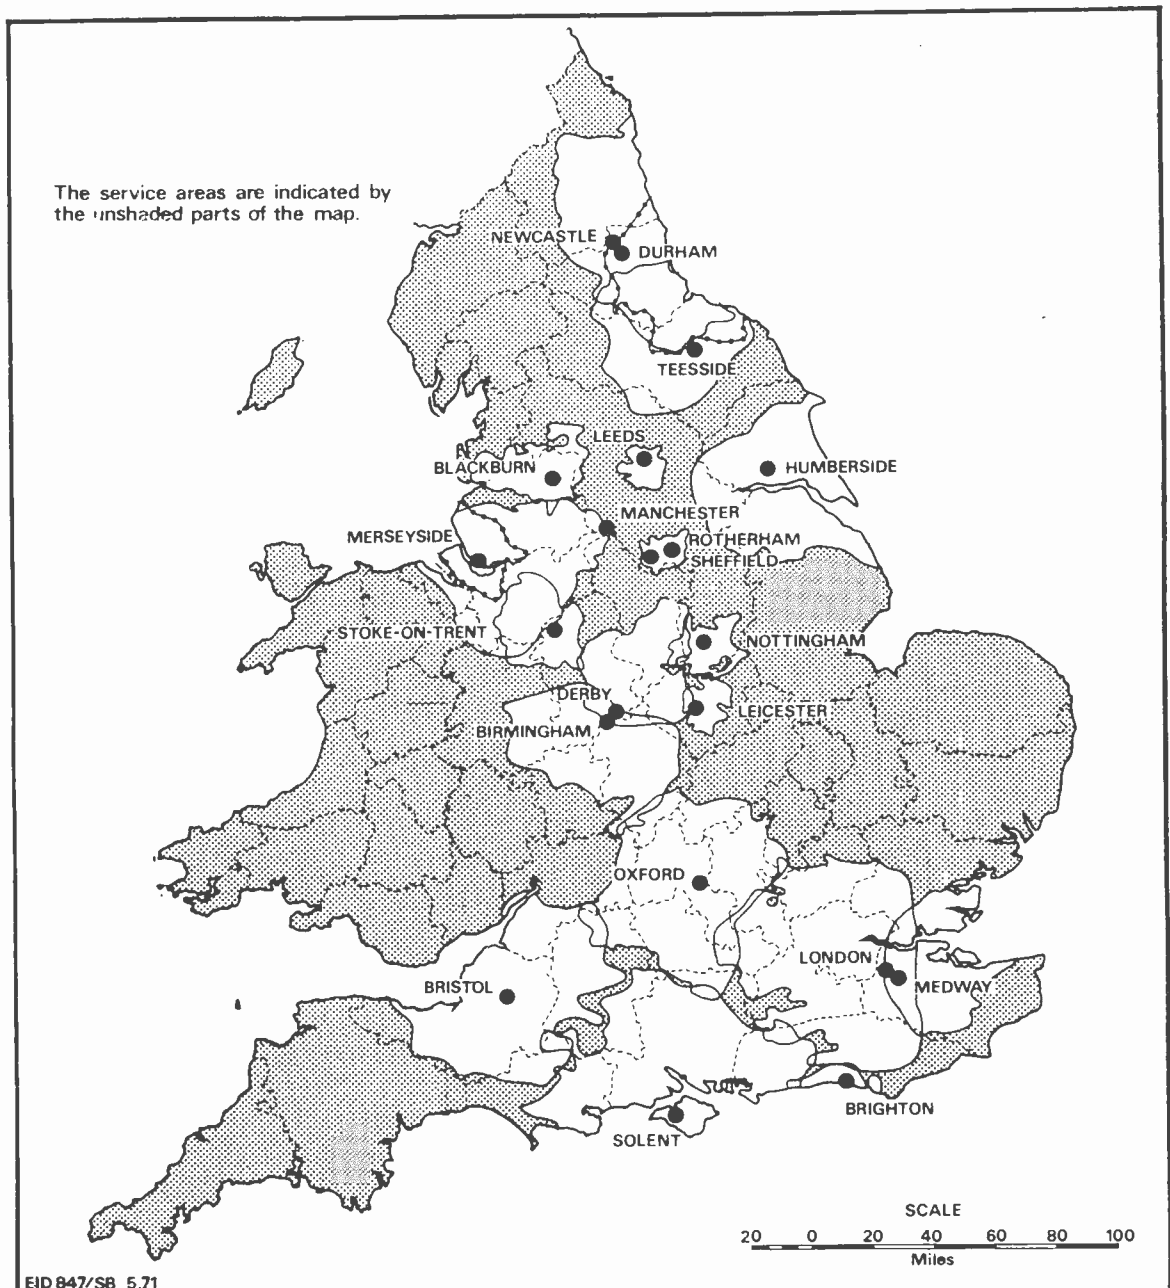 The service areas are indicated by
the unshaded parts of the map.
NEWCASTLE
DURHAM
TEESSIDE
LEEDS
BLACKBURN
HUMBERSIDE
MANCHESTER
MERSEYSIDE
ROTHERHAM
SHEFFIELD
STOKE-ON-TRENT
NOTTINGHAM
DERBY
LEICESTER
BIRMINGHAM
OXFORD
LONDON
BRISTOL
MEDWAY
BRIGHTON
SOLENT
SCALE
20 0 20 40 60 80 100
Miles
EID 847/SB 5.71